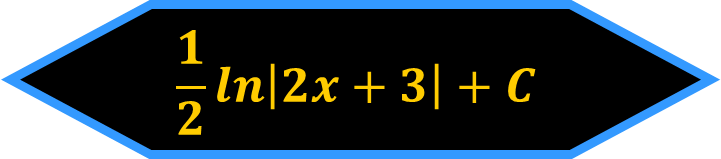 1/2 ln|2x + 3| + C